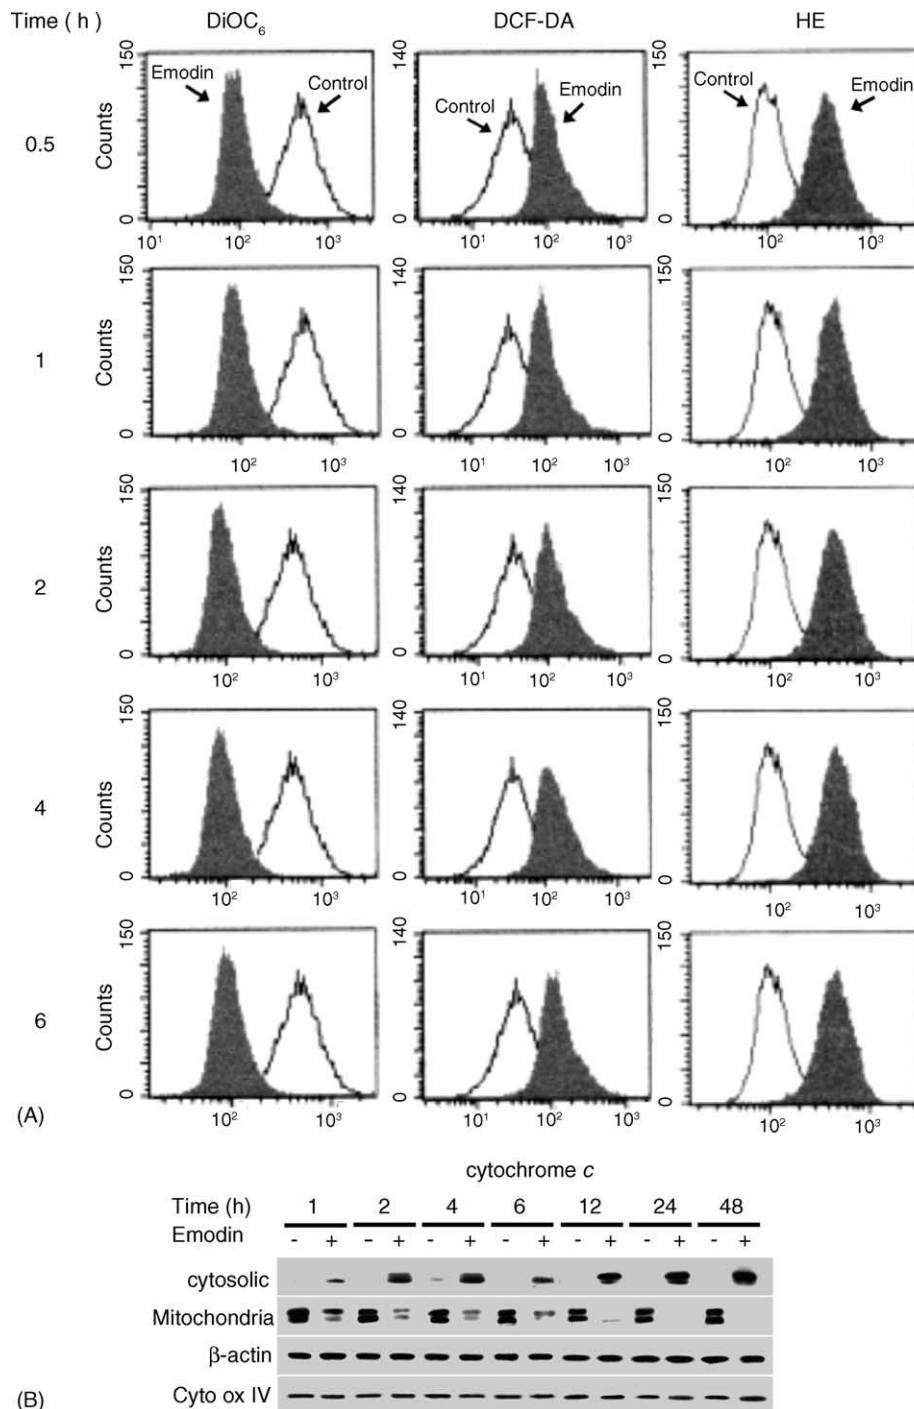 Time ( h ) DiOC6 DCF-DA HE
150 140 150
Emodin Control Control Emodin Control Emodin
0.5 Counts
0 0 0
10¹ 10² 10³ 10¹ 10² 10³ 10² 10³
150 140 150
1 Counts
0 0 0
10² 10³ 10¹ 10² 10³ 10² 10³
150 140 150
2 Counts
0 0 0
10² 10³ 10¹ 10² 10³ 10² 10³
150 140 150
4 Counts
0 0 0
10² 10³ 10¹ 10² 10³ 10² 10³
150 140 150
6 Counts
0 0 0
(A) 10² 10³ 10¹ 10² 10³ 10² 10³
cytochrome c
Time (h) 1 2 4 6 12 24 48
Emodin - + - + - + - + - + - + - +
cytosolic
Mitochondria
β-actin
(B) Cyto ox IV